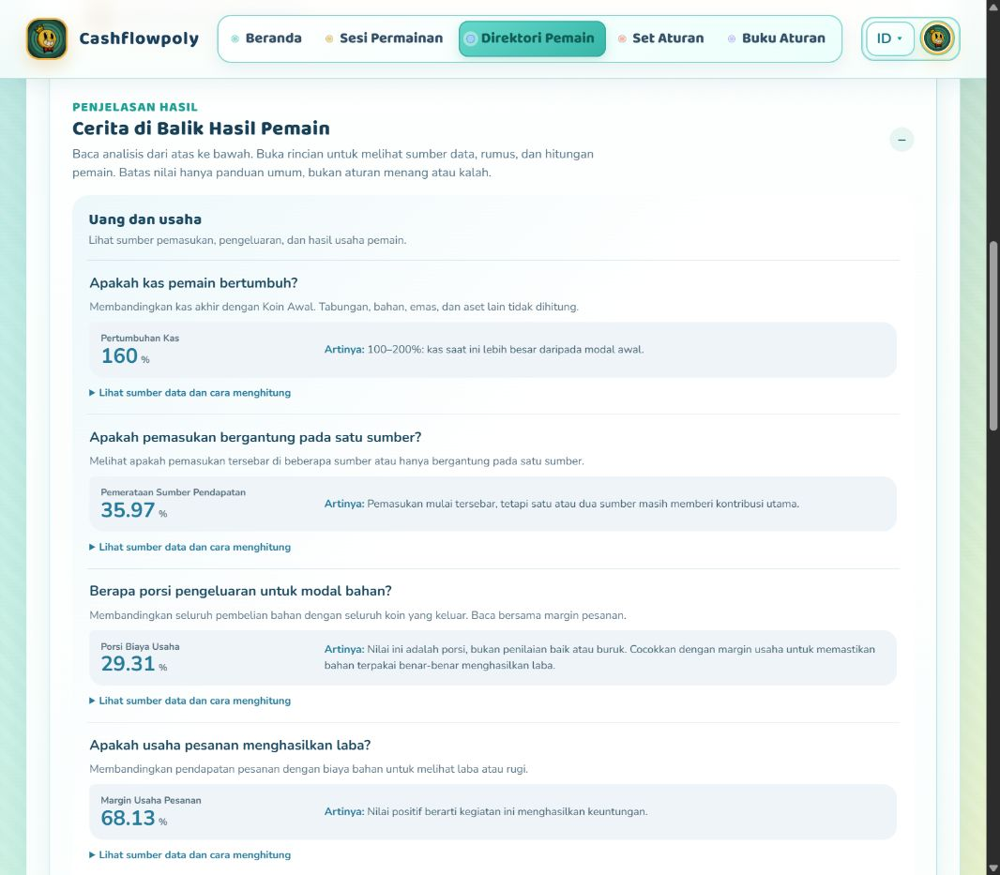 Cashflowpoly
Beranda
Sesi Permainan
Direktori Pemain
Set Aturan
Buku Aturan
ID
PENJELASAN HASIL
Cerita di Balik Hasil Pemain
Baca analisis dari atas ke bawah. Buka rincian untuk melihat sumber data, rumus, dan hitungan
pemain. Batas nilai hanya panduan umum, bukan aturan menang atau kalah.
–
Uang dan usaha
Lihat sumber pemasukan, pengeluaran, dan hasil usaha pemain.
Apakah kas pemain bertumbuh?
Membandingkan kas akhir dengan Koin Awal. Tabungan, bahan, emas, dan aset lain tidak dihitung.
Pertumbuhan Kas
160 %
Artinya: 100–200%: kas saat ini lebih besar daripada modal awal.
Lihat sumber data dan cara menghitung
Apakah pemasukan bergantung pada satu sumber?
Melihat apakah pemasukan tersebar di beberapa sumber atau hanya bergantung pada satu sumber.
Pemerataan Sumber Pendapatan
35.97 %
Artinya: Pemasukan mulai tersebar, tetapi satu atau dua sumber masih memberi kontribusi utama.
Lihat sumber data dan cara menghitung
Berapa porsi pengeluaran untuk modal bahan?
Membandingkan seluruh pembelian bahan dengan seluruh koin yang keluar. Baca bersama margin pesanan.
Porsi Biaya Usaha
29.31 %
Artinya: Nilai ini adalah porsi, bukan penilaian baik atau buruk. Cocokkan dengan margin usaha untuk memastikan
bahan terpakai benar-benar menghasilkan laba.
Lihat sumber data dan cara menghitung
Apakah usaha pesanan menghasilkan laba?
Membandingkan pendapatan pesanan dengan biaya bahan untuk melihat laba atau rugi.
Margin Usaha Pesanan
68.13 %
Artinya: Nilai positif berarti kegiatan ini menghasilkan keuntungan.
Lihat sumber data dan cara menghitung